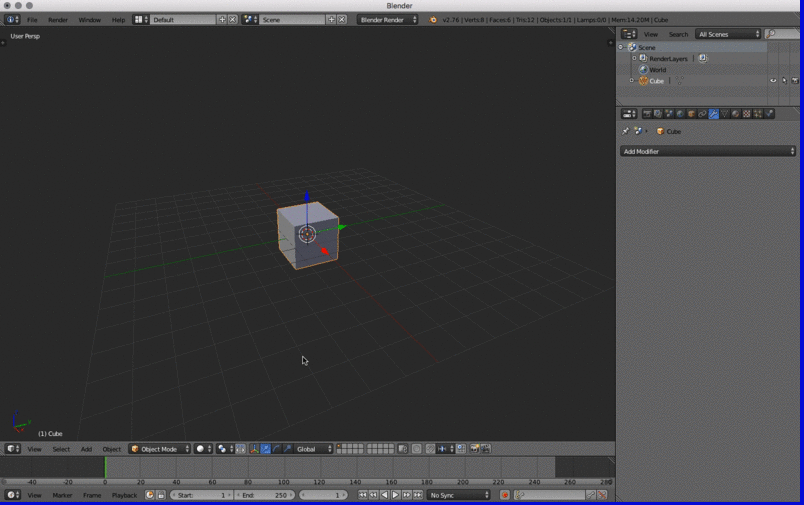 Blender
File Render Window Help Default Scene Blender Render v2.76 | Verts:8 | Faces:6 | Tris:12 | Objects:1/1 | Lamps:0/0 | Mem:14.20M | Cube
User Persp
View Search All Scenes
Scene
RenderLayers
World
Cube
Cube
Add Modifier
(1) Cube
View Select Add Object Object Mode Global
-40 -20 0 20 40 60 80 100 120 140 160 180 200 220 240 260 280
View Marker Frame Playback Start: 1 End: 250 1 No Sync